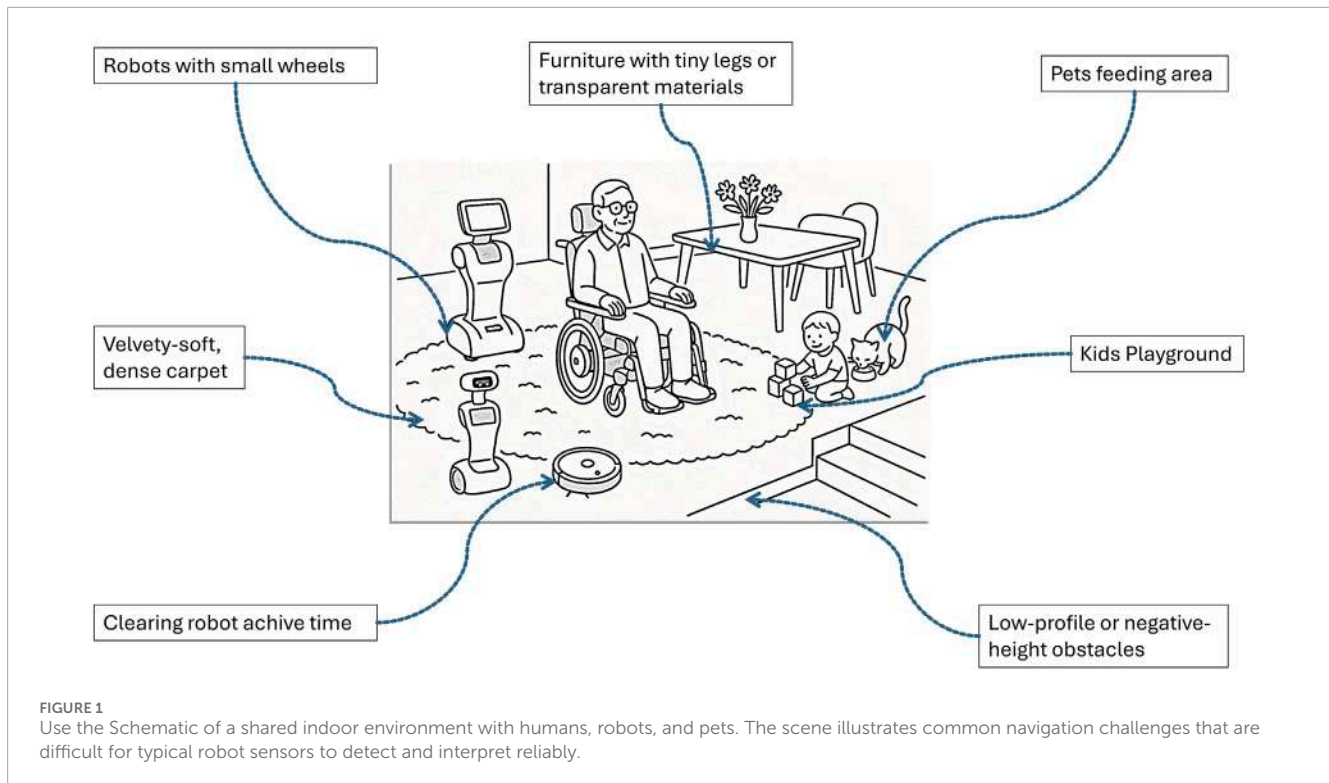 Robots with small wheels
Furniture with tiny legs or
transparent materials
Pets feeding area
Velvety-soft,
dense carpet
Kids Playground
Clearing robot achive time
Low-profile or negative-
height obstacles
FIGURE 1
Use the Schematic of a shared indoor environment with humans, robots, and pets. The scene illustrates common navigation challenges that are
difficult for typical robot sensors to detect and interpret reliably.